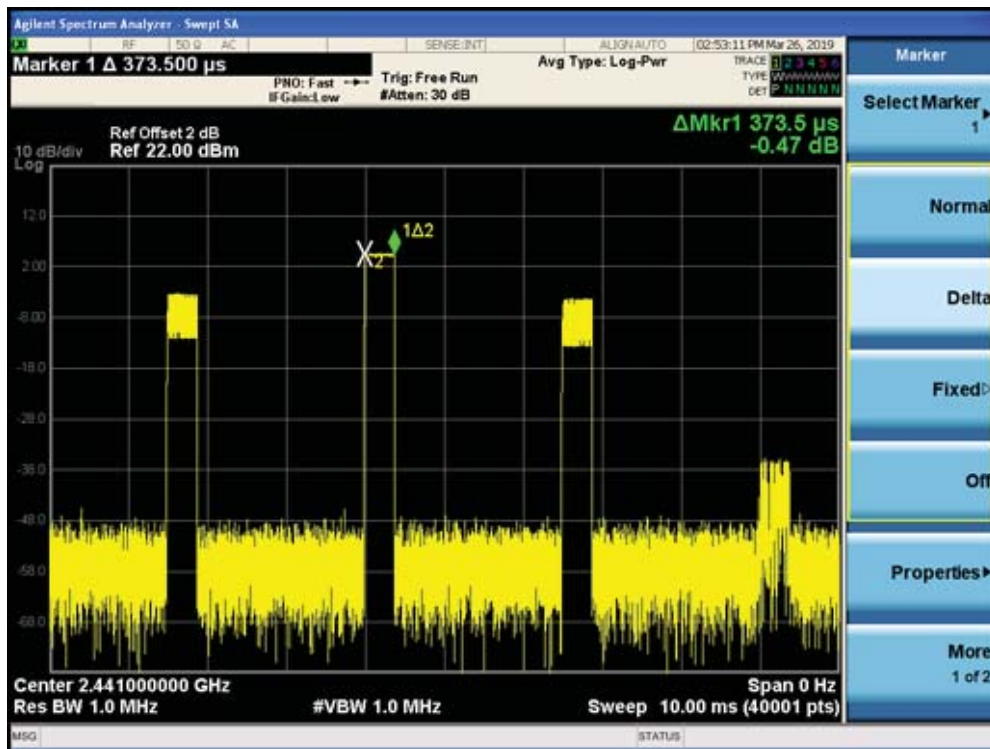 Agilent Spectrum Analyzer - Swept SA
RF 50 Ω AC SENSE:INT ALIGN AUTO 02:53:11 PM Mar 26, 2019
Marker 1 Δ 373.500 µs
PNO: Fast
IFGain:Low
Trig: Free Run
#Atten: 30 dB
Avg Type: Log-Pwr
TRACE 1 2 3 4 5 6
TYPE
DET P N N N N N
Ref Offset 2 dB
10 dB/div Ref 22.00 dBm
Log
ΔMkr1 373.5 µs
-0.47 dB
12.0
2.00
-8.00
-18.0
-28.0
-38.0
-48.0
-58.0
-68.0
1Δ2
2
Center 2.441000000 GHz Span 0 Hz
Res BW 1.0 MHz #VBW 1.0 MHz Sweep 10.00 ms (40001 pts)
MSG STATUS
Marker
Select Marker
1
Normal
Delta
Fixed
Off
Properties
More
1 of 2